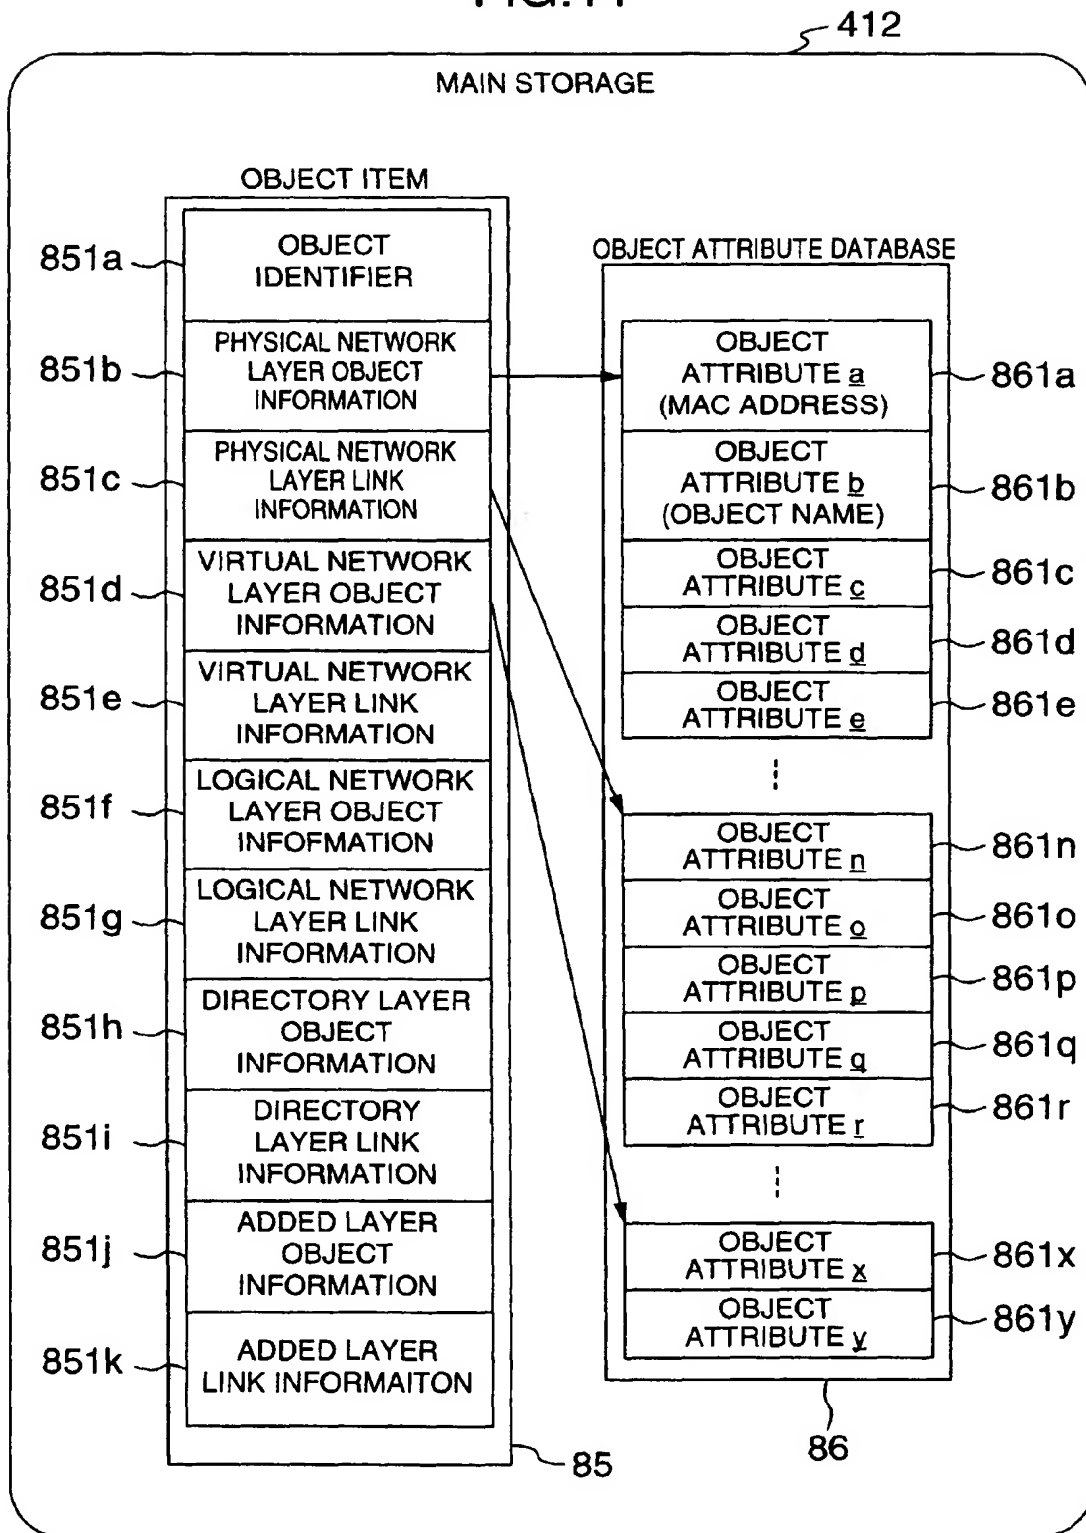 FIG.11
412
MAIN STORAGE
OBJECT ITEM
851a
OBJECT
IDENTIFIER
851b
PHYSICAL NETWORK
LAYER OBJECT
INFORMATION
851c
PHYSICAL NETWORK
LAYER LINK
INFORMATION
851d
VIRTUAL NETWORK
LAYER OBJECT
INFORMATION
851e
VIRTUAL NETWORK
LAYER LINK
INFORMATION
851f
LOGICAL NETWORK
LAYER OBJECT
INFOFMATION
851g
LOGICAL NETWORK
LAYER LINK
INFORMATION
851h
DIRECTORY LAYER
OBJECT
INFORMATION
851i
DIRECTORY
LAYER LINK
INFORMATION
851j
ADDED LAYER
OBJECT
INFORMATION
851k
ADDED LAYER
LINK INFORMAITON
85
OBJECT ATTRIBUTE DATABASE
OBJECT
ATTRIBUTE a
(MAC ADDRESS)
861a
OBJECT
ATTRIBUTE b
(OBJECT NAME)
861b
OBJECT
ATTRIBUTE c
861c
OBJECT
ATTRIBUTE d
861d
OBJECT
ATTRIBUTE e
861e
OBJECT
ATTRIBUTE n
861n
OBJECT
ATTRIBUTE o
861o
OBJECT
ATTRIBUTE p
861p
OBJECT
ATTRIBUTE q
861q
OBJECT
ATTRIBUTE r
861r
OBJECT
ATTRIBUTE x
861x
OBJECT
ATTRIBUTE y
861y
86